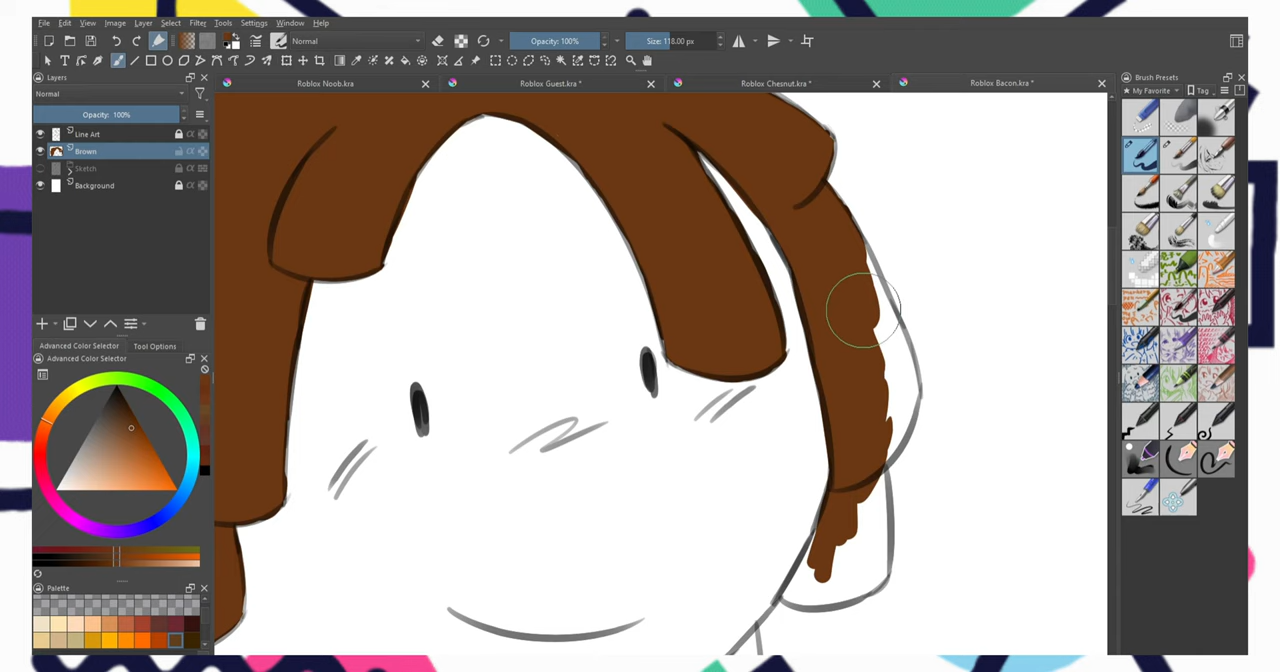 File Edit View Image Layer Select Filter Tools Settings Window Help
Normal Opacity: 100% Size: 118.00 px
Layers
Roblox Noob.kra Roblox Guest.kra * Roblox Chesnut.kra * Roblox Bacon.kra *
Brush Presets
Normal
My Favorite Tag
Opacity: 100%
Line Art
Brown
Sketch
Background
Advanced Color Selector Tool Options
Advanced Color Selector
Palette